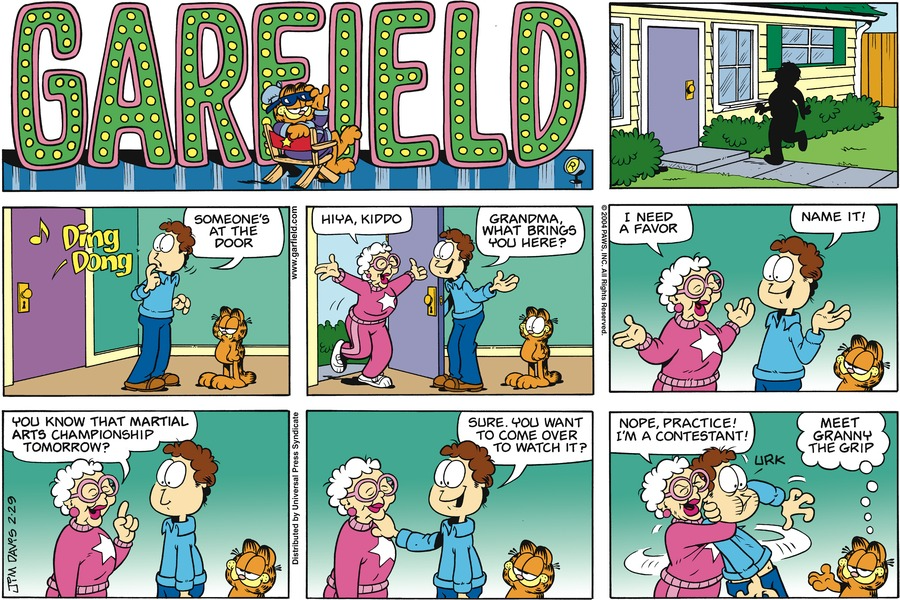 GARFIELD
Ding
Dong
SOMEONE'S
AT THE
DOOR
www.garfield.com
HIYA, KIDDO
GRANDMA,
WHAT BRINGS
YOU HERE?
© 2004 PAWS, INC. All Rights Reserved.
I NEED
A FAVOR
NAME IT!
YOU KNOW THAT MARTIAL
ARTS CHAMPIONSHIP
TOMORROW?
JIM DAVIS 2-29
Distributed by Universal Press Syndicate
SURE. YOU WANT
TO COME OVER
TO WATCH IT?
NOPE, PRACTICE!
I'M A CONTESTANT!
URK
MEET
GRANNY
THE GRIP